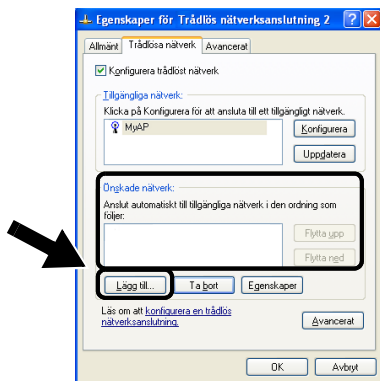 Egenskaper för Trådlös nätverksanslutning 2
Allmänt Trådlösa nätverk Avancerat
Konfigurera trådlöst nätverk
Tillgängliga nätverk:
Klicka på Konfigurera för att ansluta till ett tillgängligt nätverk.
MyAP
Konfigurera
Uppdatera
Önskade nätverk:
Anslut automatiskt till tillgängliga nätverk i den ordning som
följer:
Flytta upp
Flytta ned
Lägg till... Ta bort Egenskaper
Läs om att konfigurera en trådlös
nätverksanslutning.
Avancerat
OK Avbryt